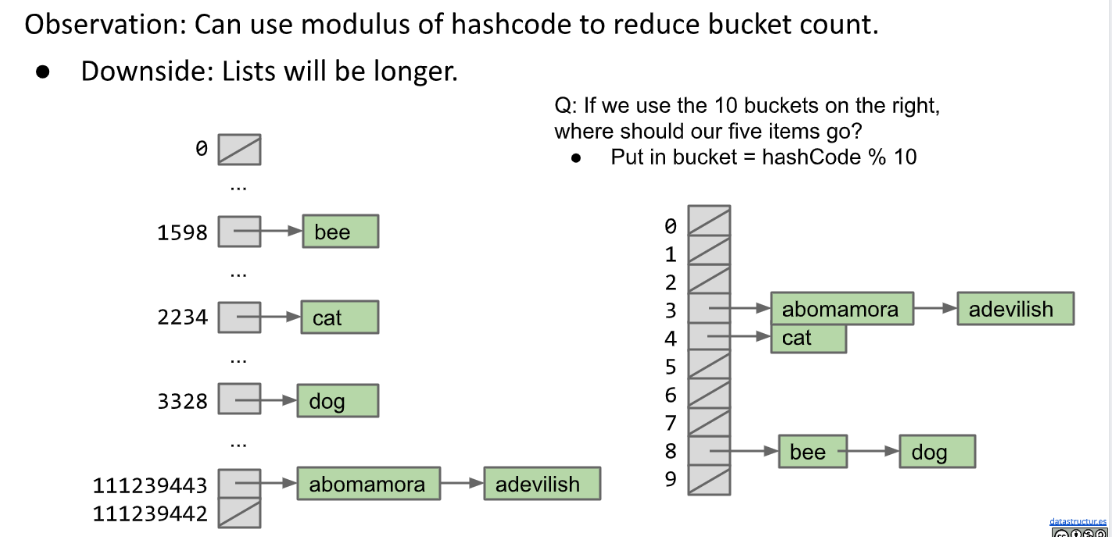 Observation: Can use modulus of hashcode to reduce bucket count.
● Downside: Lists will be longer.
Q: If we use the 10 buckets on the right,
where should our five items go?
● Put in bucket = hashCode % 10
0
...
1598 bee
...
2234 cat
...
3328 dog
...
111239443 abomamora adevilish
111239442
0
1
2
3 abomamora adevilish
4 cat
5
6
7
8 bee dog
9
datastructur.es